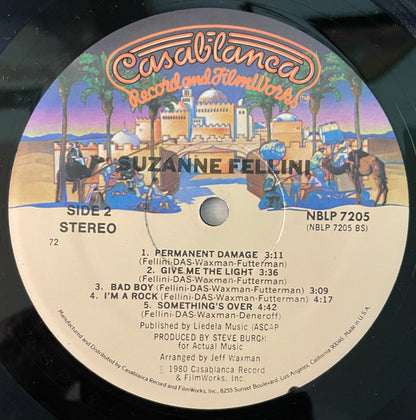 Casablanca
Record and FilmWorks™
SUZANNE FELLINI
SIDE 2
STEREO
NBLP 7205
(NBLP 7205 BS)
72
1. PERMANENT DAMAGE 3:11
(Fellini-DAS-Waxman-Futterman)
2. GIVE ME THE LIGHT 3:36
(Fellini-DAS-Waxman-Futterman)
3. BAD BOY (Fellini-DAS-Waxman-Futterman) 3:09
4. I'M A ROCK (Fellini-DAS-Waxman-Futterman) 4:17
5. SOMETHING'S OVER 4:42
(Fellini-DAS-Waxman-Deneroff)
Published by Liedela Music (ASCAP
PRODUCED BY STEVE BURGH
for Actual Music
Arranged by Jeff Waxman
℗ 1980 Casablanca Record
and FilmWorks, Inc.
Manufactured and Distributed by Casablanca Record and FilmWorks, Inc., 8255 Sunset Boulevard, Los Angeles, California 90046. Made in U.S.A.